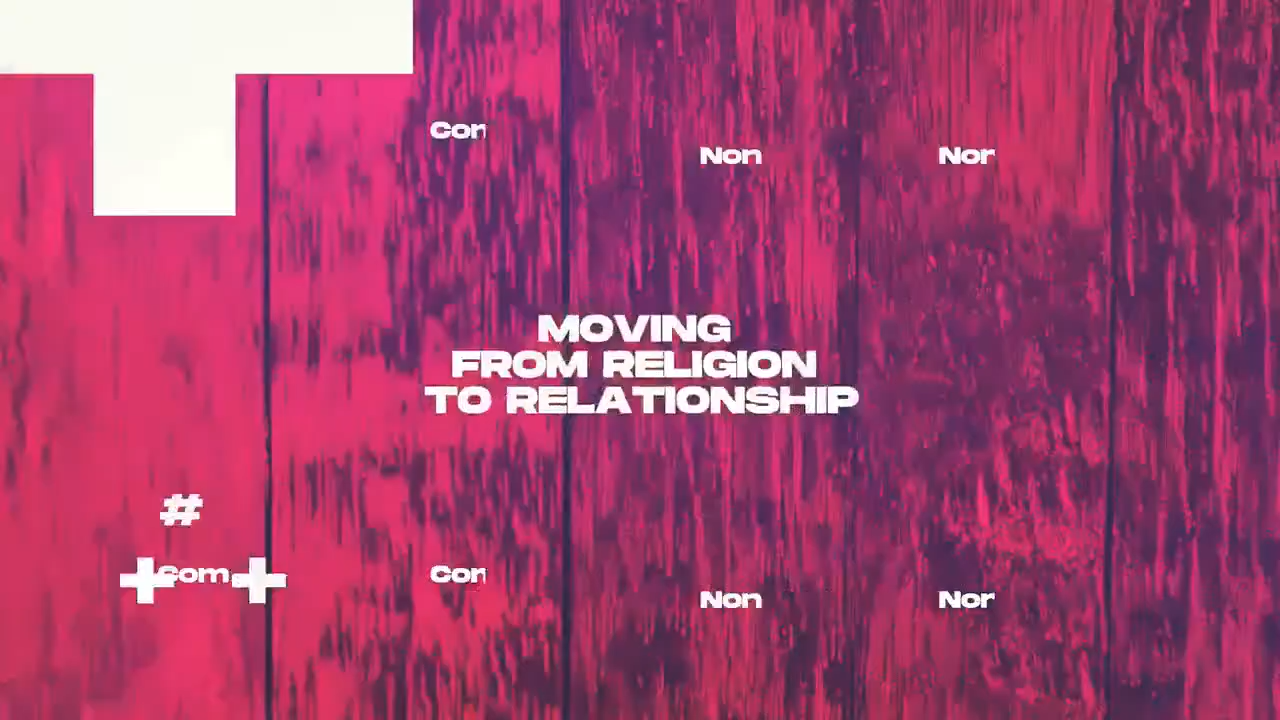 Con
Non
Nor
MOVING
FROM RELIGION
TO RELATIONSHIP
#
Com
Con
Non
Nor